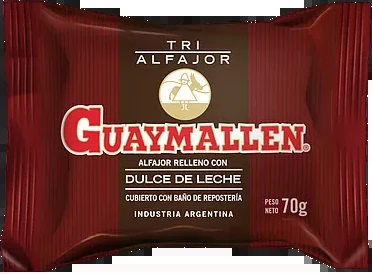 TRI
ALFAJOR
GUAYMALLEN®
ALFAJOR RELLENO CON
DULCE DE LECHE
CUBIERTO CON BAÑO DE REPOSTERÍA
INDUSTRIA ARGENTINA
PESO
NETO 70g